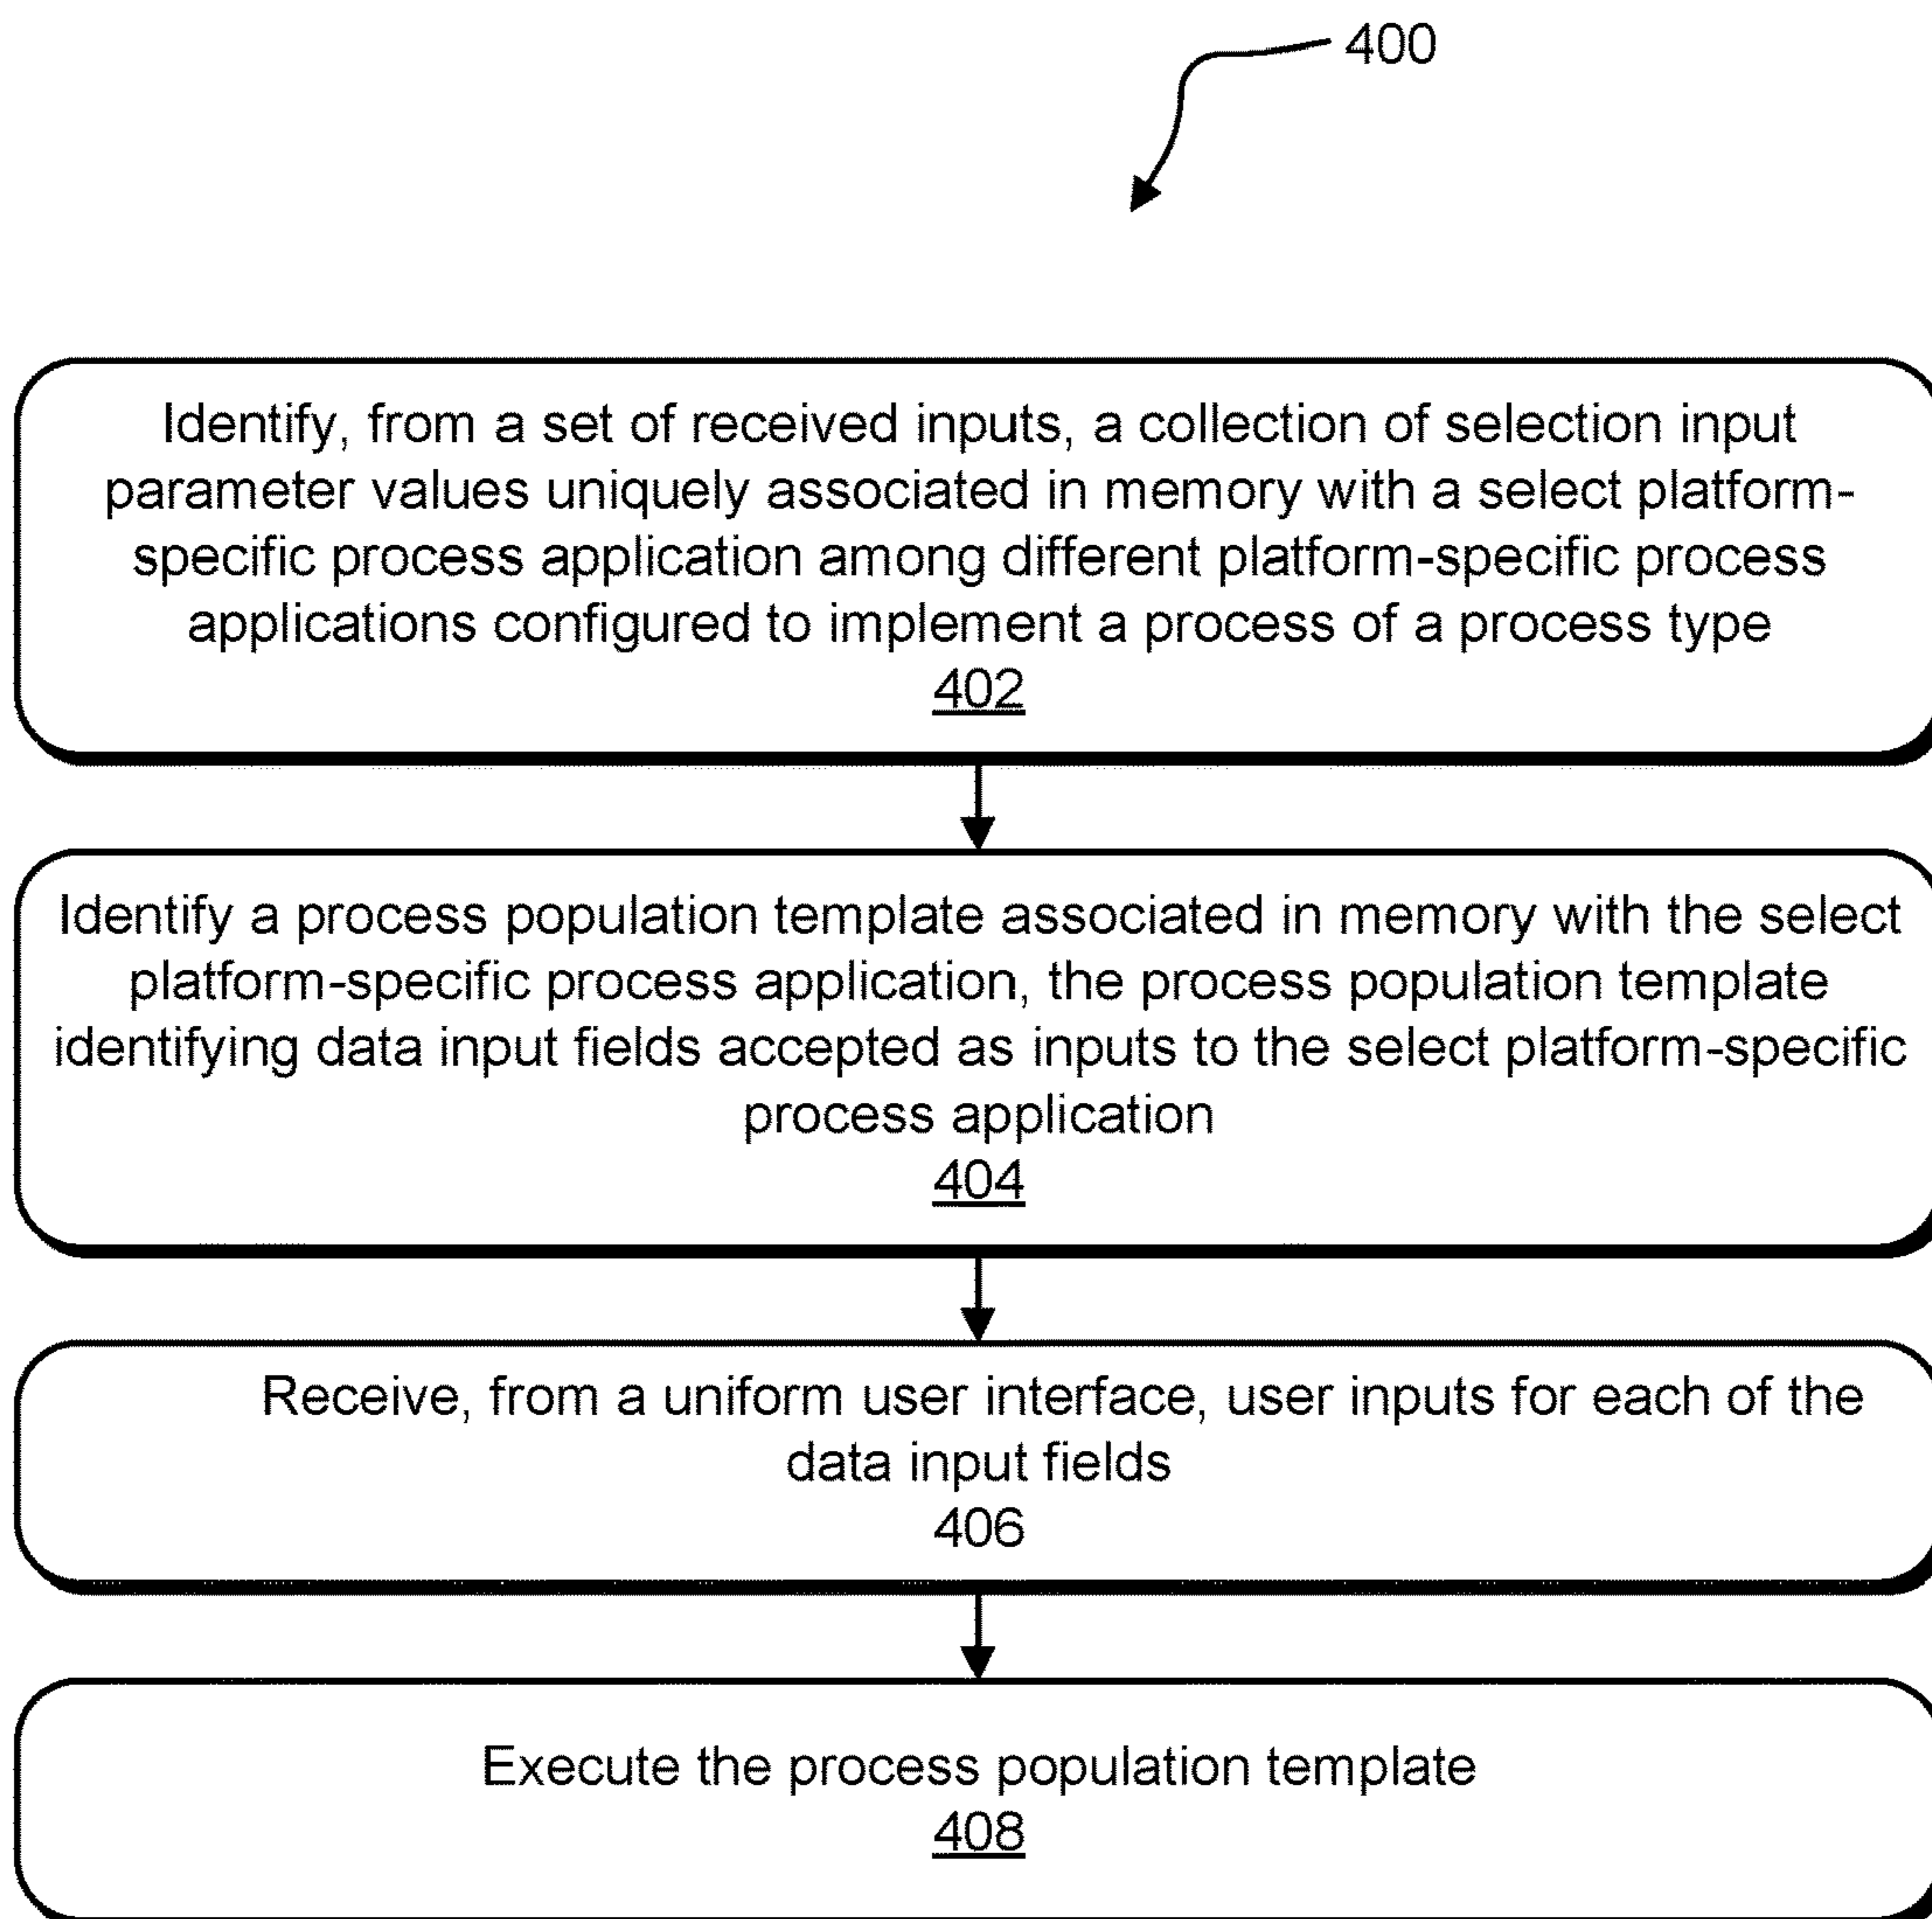 400
Identify, from a set of received inputs, a collection of selection input
parameter values uniquely associated in memory with a select platform-
specific process application among different platform-specific process
applications configured to implement a process of a process type
402
Identify a process population template associated in memory with the select
platform-specific process application, the process population template
identifying data input fields accepted as inputs to the select platform-specific
process application
404
Receive, from a uniform user interface, user inputs for each of the
data input fields
406
Execute the process population template
408